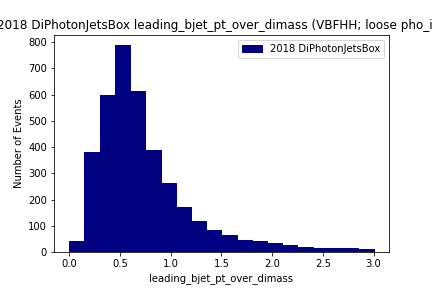 2018 DiPhotonJetsBox leading_bjet_pt_over_dimass (VBFHH; loose pho_i
2018 DiPhotonJetsBox
800
700
600
500
400
300
200
100
0
Number of Events
0.0 0.5 1.0 1.5 2.0 2.5 3.0
leading_bjet_pt_over_dimass